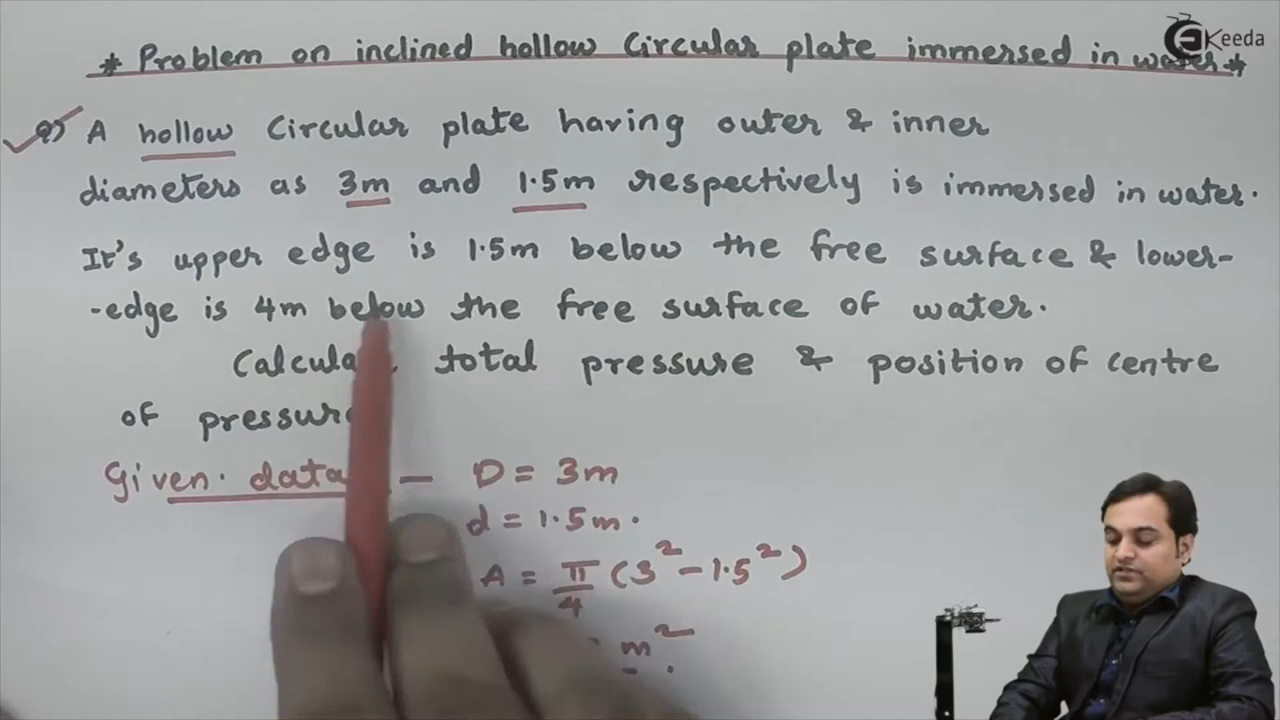 * Problem on inclined hollow Circular plate immersed in water *
Keeda
Q) A hollow Circular plate having outer & inner
diameters as 3m and 1.5m respectively is immersed in water.
It's upper edge is 1.5m below the free surface & lower-
-edge is 4m below the free surface of water.
total pressure & position of centre
of
Given. data — D = 3m
d = 1.5m.
A = π/4 (3² - 1.5²)
m².